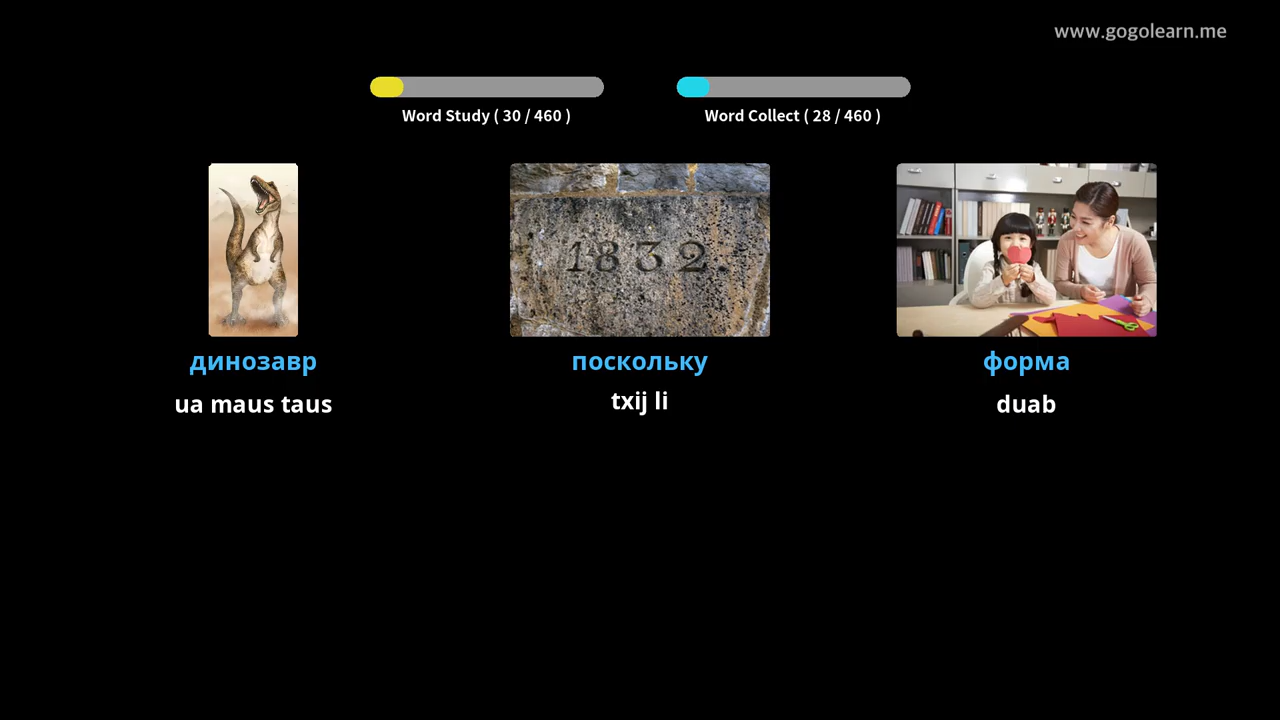 www.gogolearn.me
Word Study ( 30 / 460 )
Word Collect ( 28 / 460 )
1832.
динозавр
поскольку
форма
ua maus taus
txij li
duab